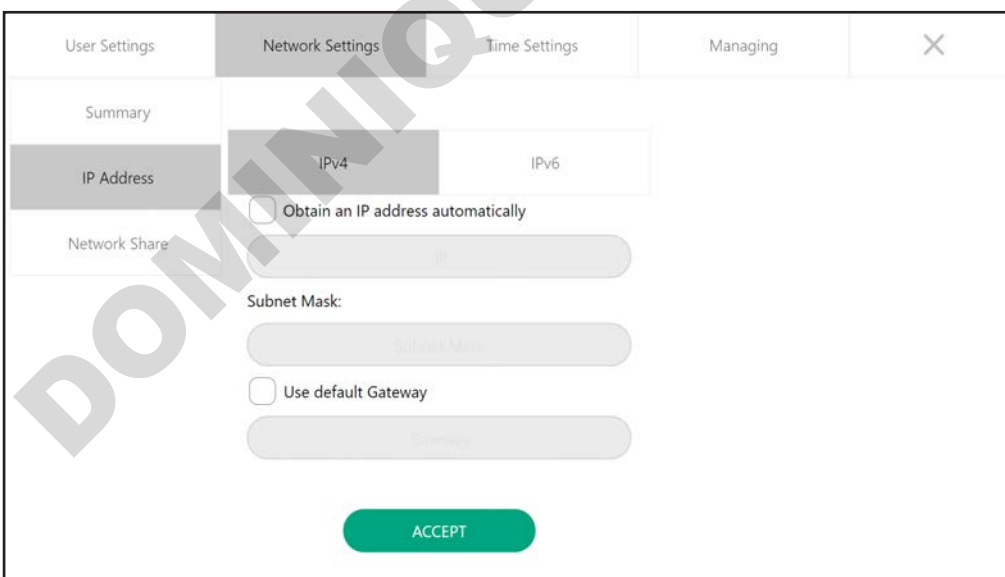 User Settings Network Settings Time Settings Managing
Summary
IP Address
Network Share
IPv4 IPv6
Obtain an IP address automatically
IP
Subnet Mask:
Subnet Mask
Use default Gateway
Gateway
ACCEPT